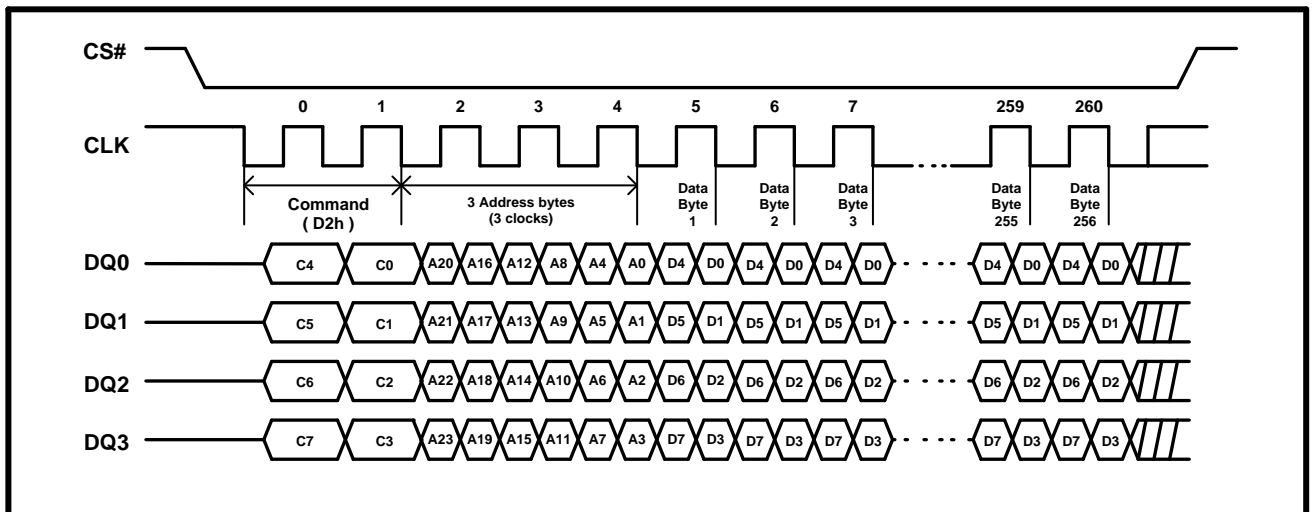 CS#
0 1 2 3 4 5 6 7 259 260
CLK
Command
( D2h )
3 Address bytes
(3 clocks)
Data
Byte
1
Data
Byte
2
Data
Byte
3
Data
Byte
255
Data
Byte
256
DQ0 C4 C0 A20 A16 A12 A8 A4 A0 D4 D0 D4 D0 D4 D0 D4 D0 D4 D0
DQ1 C5 C1 A21 A17 A13 A9 A5 A1 D5 D1 D5 D1 D5 D1 D5 D1 D5 D1
DQ2 C6 C2 A22 A18 A14 A10 A6 A2 D6 D2 D6 D2 D6 D2 D6 D2 D6 D2
DQ3 C7 C3 A23 A19 A15 A11 A7 A3 D7 D3 D7 D3 D7 D3 D7 D3 D7 D3